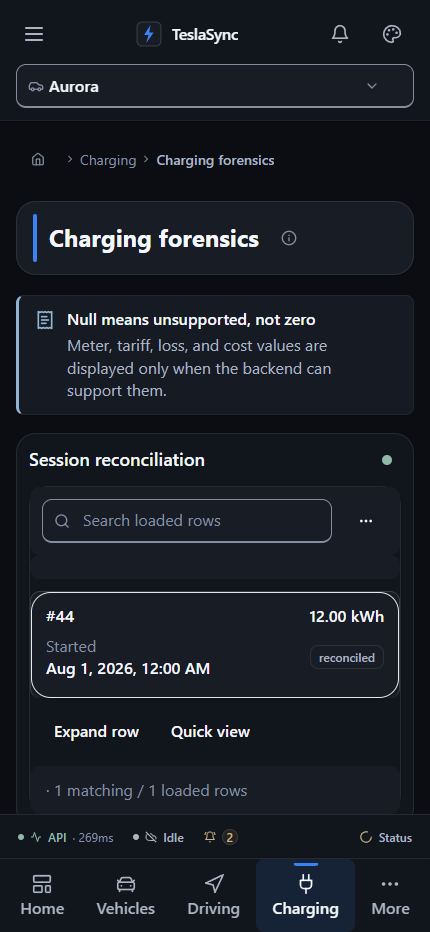 TeslaSync
Aurora
Charging
Charging forensics
Charging forensics
Null means unsupported, not zero
Meter, tariff, loss, and cost values are
displayed only when the backend can
support them.
Session reconciliation
Search loaded rows
#44
12.00 kWh
Started
Aug 1, 2026, 12:00 AM
reconciled
Expand row
Quick view
· 1 matching / 1 loaded rows
API · 269ms
Idle
2
Status
Home
Vehicles
Driving
Charging
More